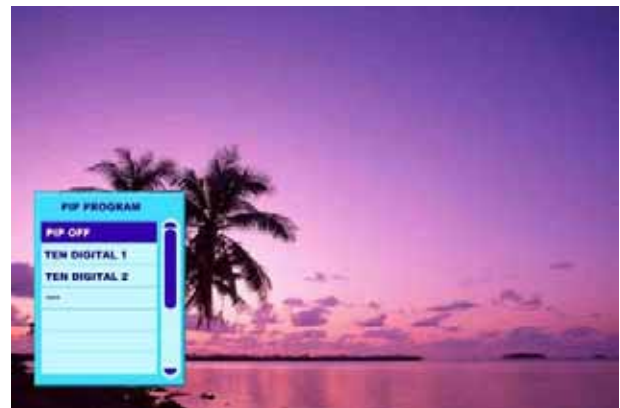 PIP PROGRAM
PIP OFF
TEN DIGITAL 1
TEN DIGITAL 2
----